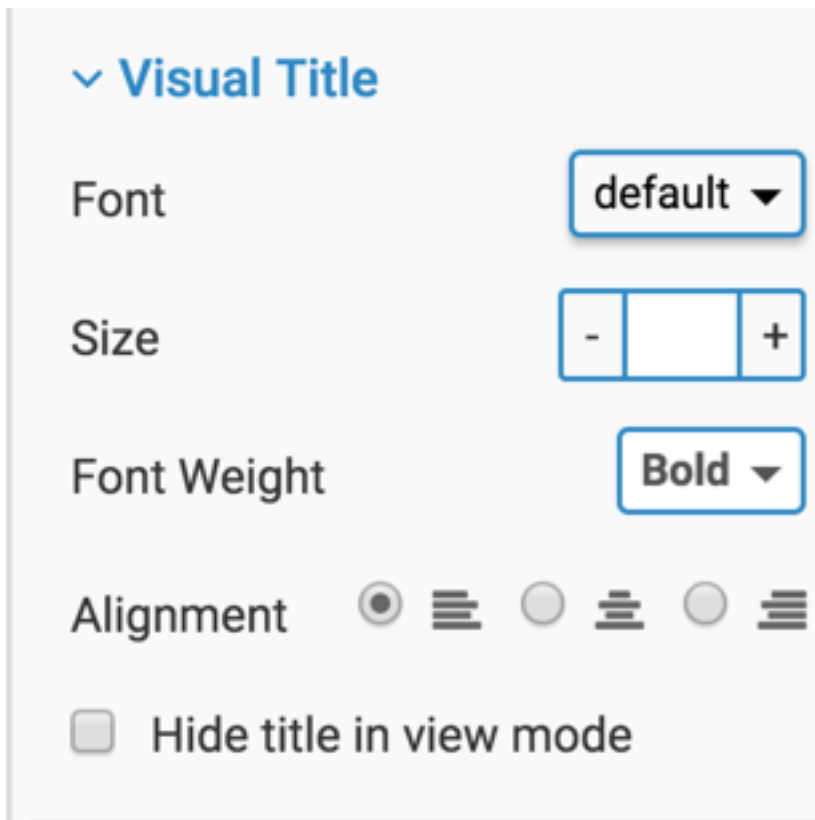 Visual Title
Font default
Size - +
Font Weight Bold
Alignment
Hide title in view mode